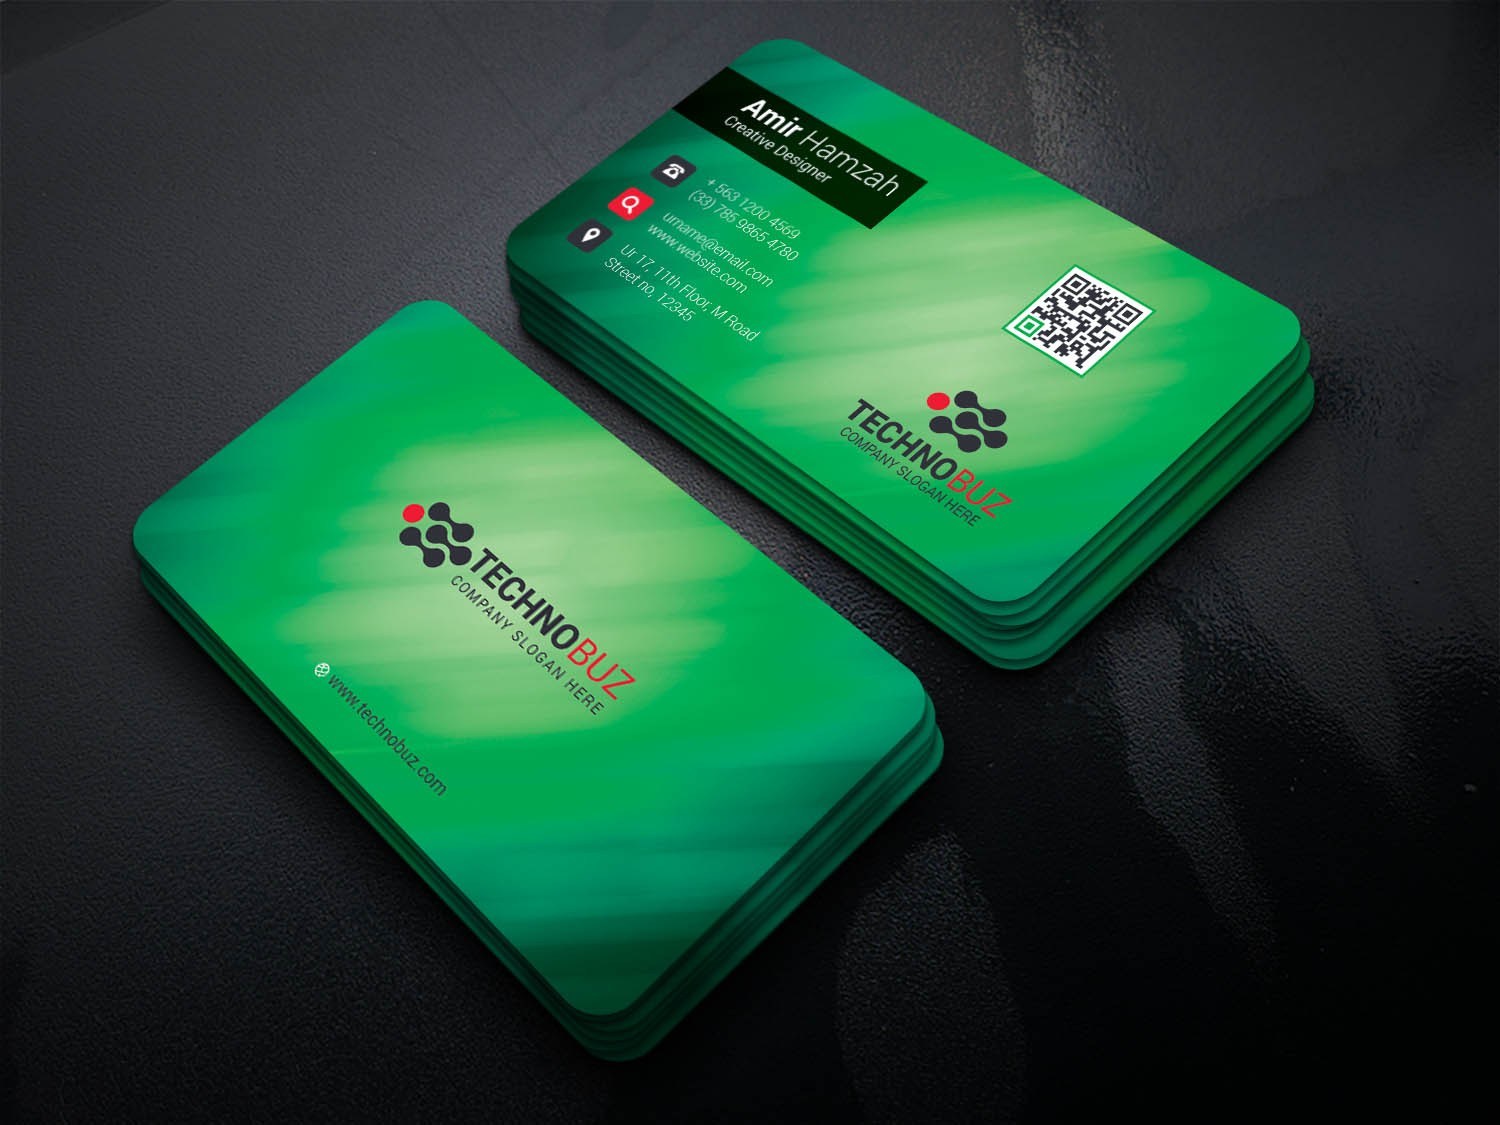 Amir Hamzah
Creative Designer
+ 563 1200 4569
(33) 785 9865 4780
urname@email.com
www.website.com
Ur 17, 11th Floor, M Road
Street no, 12345
TECHNOBUZ
COMPANY SLOGAN HERE
TECHNOBUZ
COMPANY SLOGAN HERE
www.technobuz.com